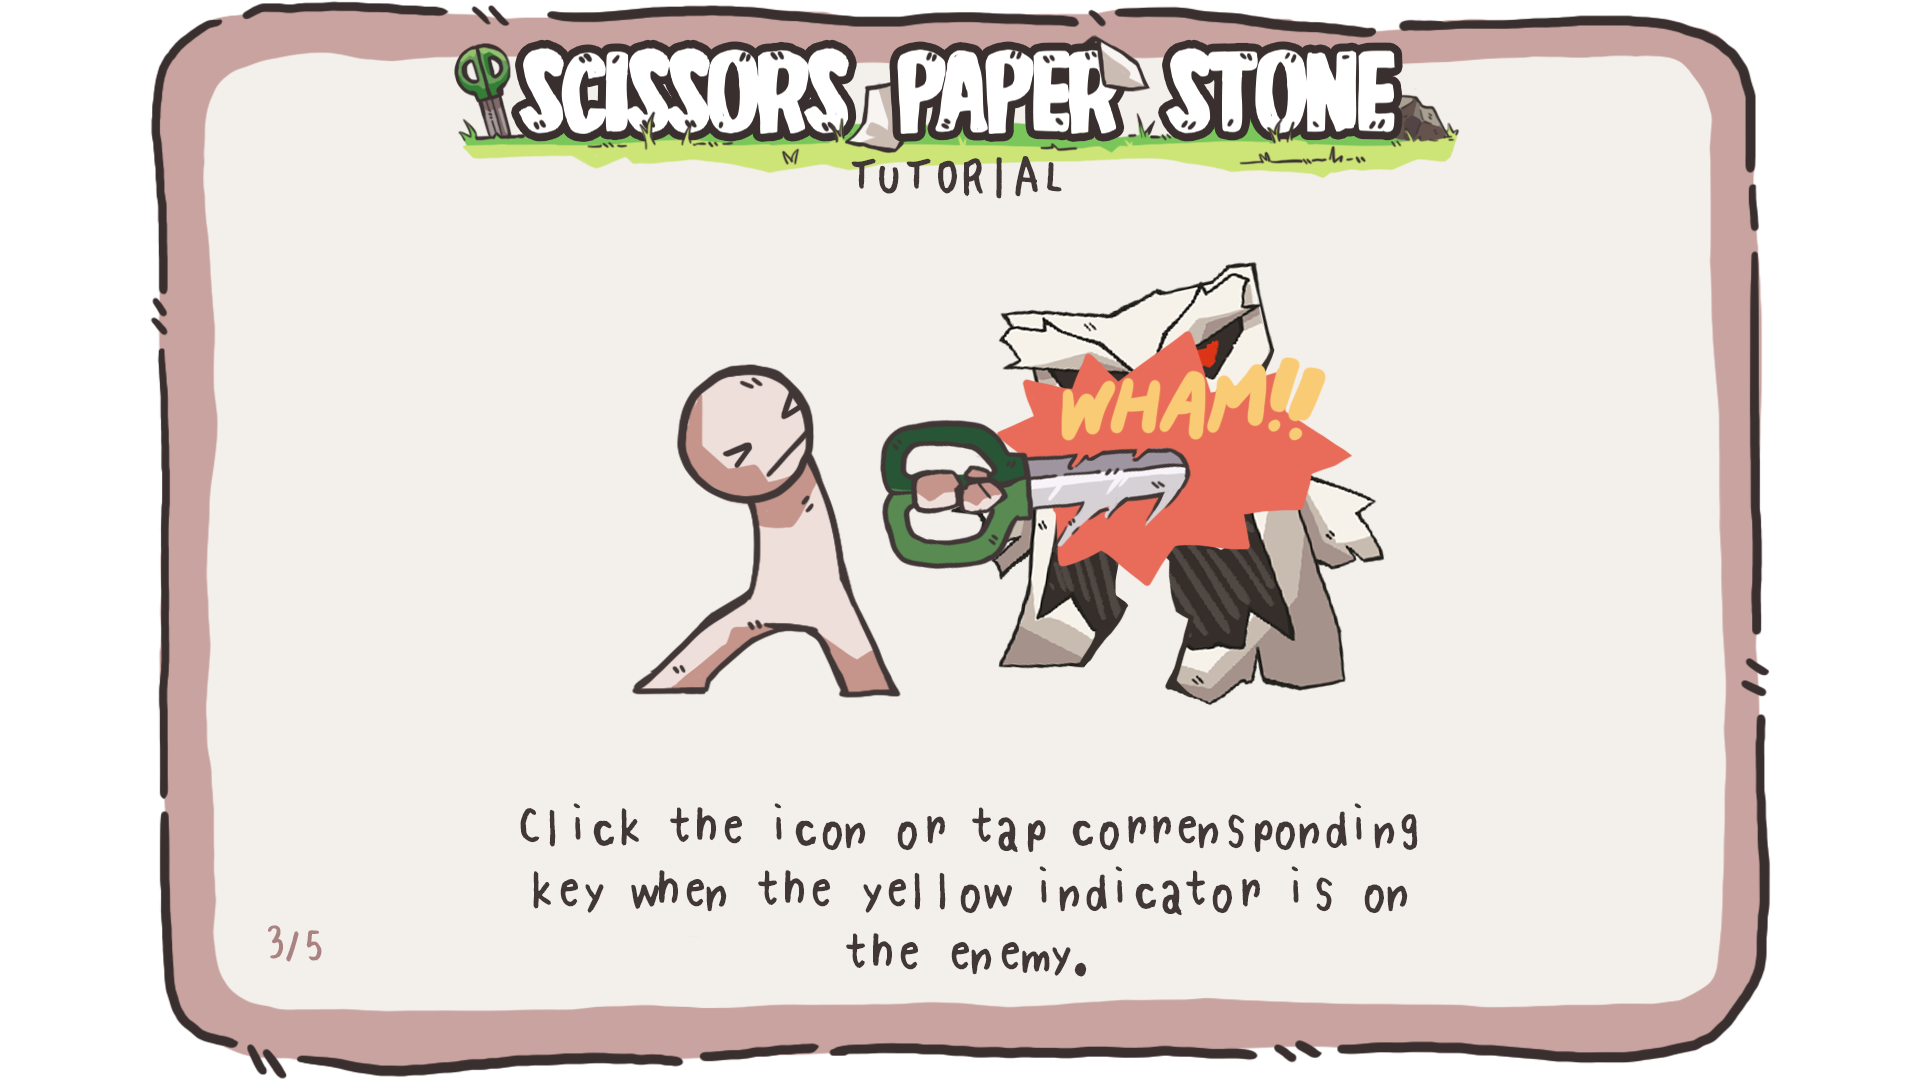 SCISSORS PAPER STONE
TUTORIAL
WHAM!!
Click the icon or tap corrensponding
key when the yellow indicator is on
the enemy.
3/5